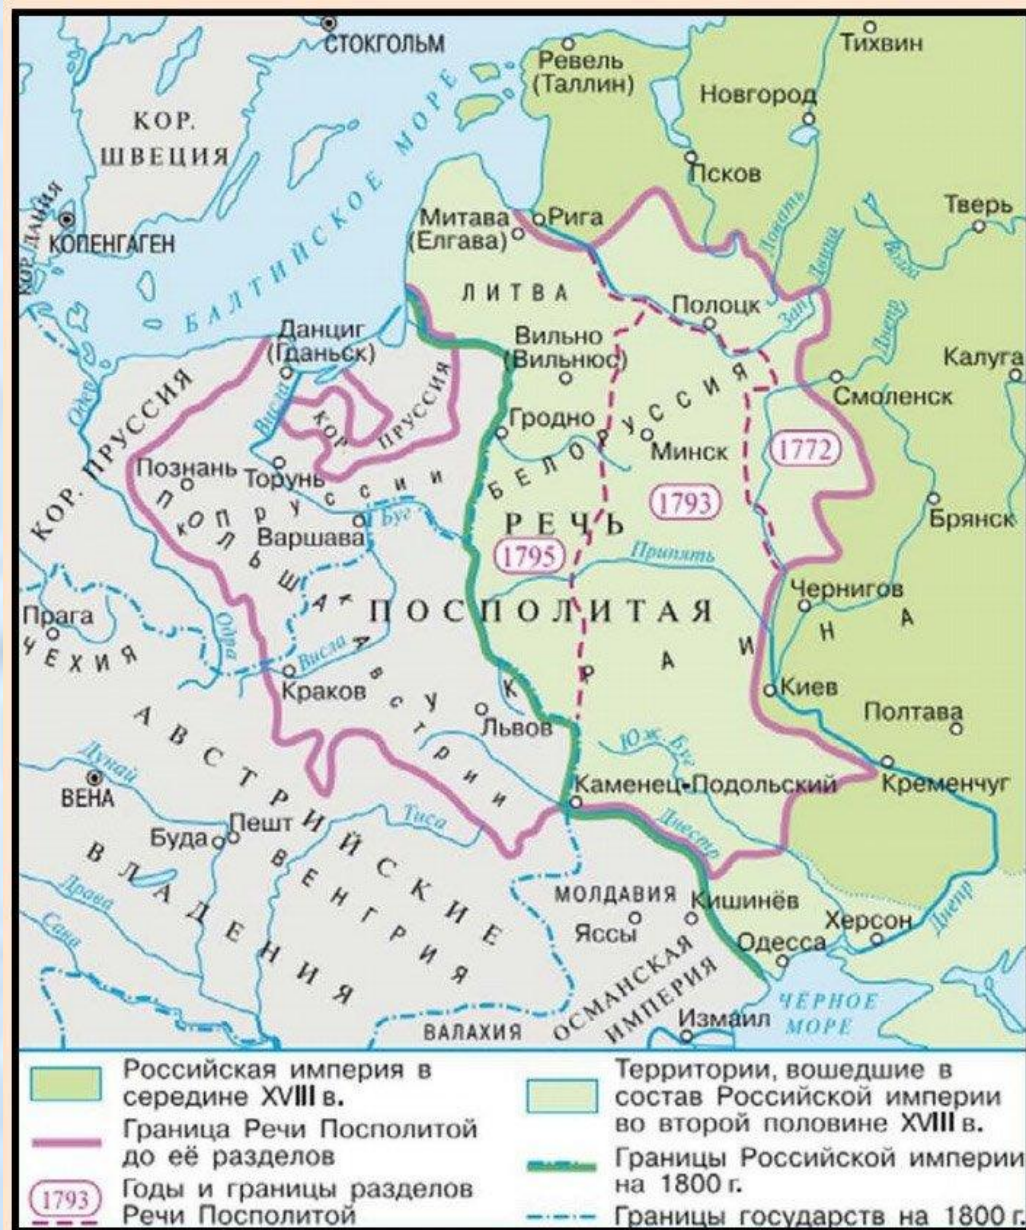 СТОКГОЛЬМ
Тихвин
Ревель
(Таллин)
Новгород
КОР.
ШВЕЦИЯ
БАЛТИЙСКОЕ МОРЕ
Псков
Ловать
Тверь
Волга
КОР. ДАНИЯ
КОПЕНГАГЕН
Митава
(Елгава)
Рига
Зап. Двина
ЛИТВА
Полоцк
Днепр
Данциг
(Гданьск)
Вильно
(Вильнюс)
Калуга
Смоленск
Одер
Висла
КОР. ПРУССИЯ
КОР. ПРУССИЯ
Гродно
БЕЛОРУССИЯ
Минск
1772
Познань
Торунь
К Пруссии
ПОЛЬША
Варшава
Буг
1793
Брянск
РЕЧЬ
1795
Припять
ПОСПОЛИТАЯ
Чернигов
Прага
ЧЕХИЯ
Одра
Висла
К Австрии
УКРАИНА
Краков
Львов
Киев
Полтава
Юж. Буг
АВСТРИЙСКИЕ
ВЛАДЕНИЯ
Дунай
ВЕНА
Каменец-Подольский
Кременчуг
Днестр
Тиса
Буда
Пешт
ВЕНГРИЯ
Драва
Сава
МОЛДАВИЯ
Кишинёв
Яссы
Херсон
Днепр
Одесса
ОСМАНСКАЯ
ИМПЕРИЯ
ЧЁРНОЕ
МОРЕ
ВАЛАХИЯ
Измаил
Российская империя в
середине XVIII в.
Граница Речи Посполитой
до её разделов
1793
Годы и границы разделов
Речи Посполитой
Территории, вошедшие в
состав Российской империи
во второй половине XVIII в.
Границы Российской империи
на 1800 г.
Границы государств на 1800 г.